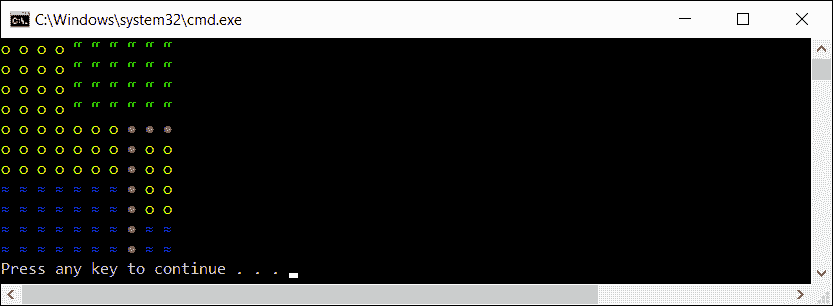 C:\Windows\system32\cmd.exe
o o o o “ “ “ “ “ “
o o o o “ “ “ “ “ “
o o o o “ “ “ “ “ “
o o o o “ “ “ “ “ “
o o o o o o o ● ● ●
o o o o o o o ● o o
o o o o o o o ● o o
≈ ≈ ≈ ≈ ≈ ≈ ≈ ● o o
≈ ≈ ≈ ≈ ≈ ≈ ≈ ● o o
≈ ≈ ≈ ≈ ≈ ≈ ≈ ● ≈ ≈
≈ ≈ ≈ ≈ ≈ ≈ ≈ ● ≈ ≈
Press any key to continue . . .